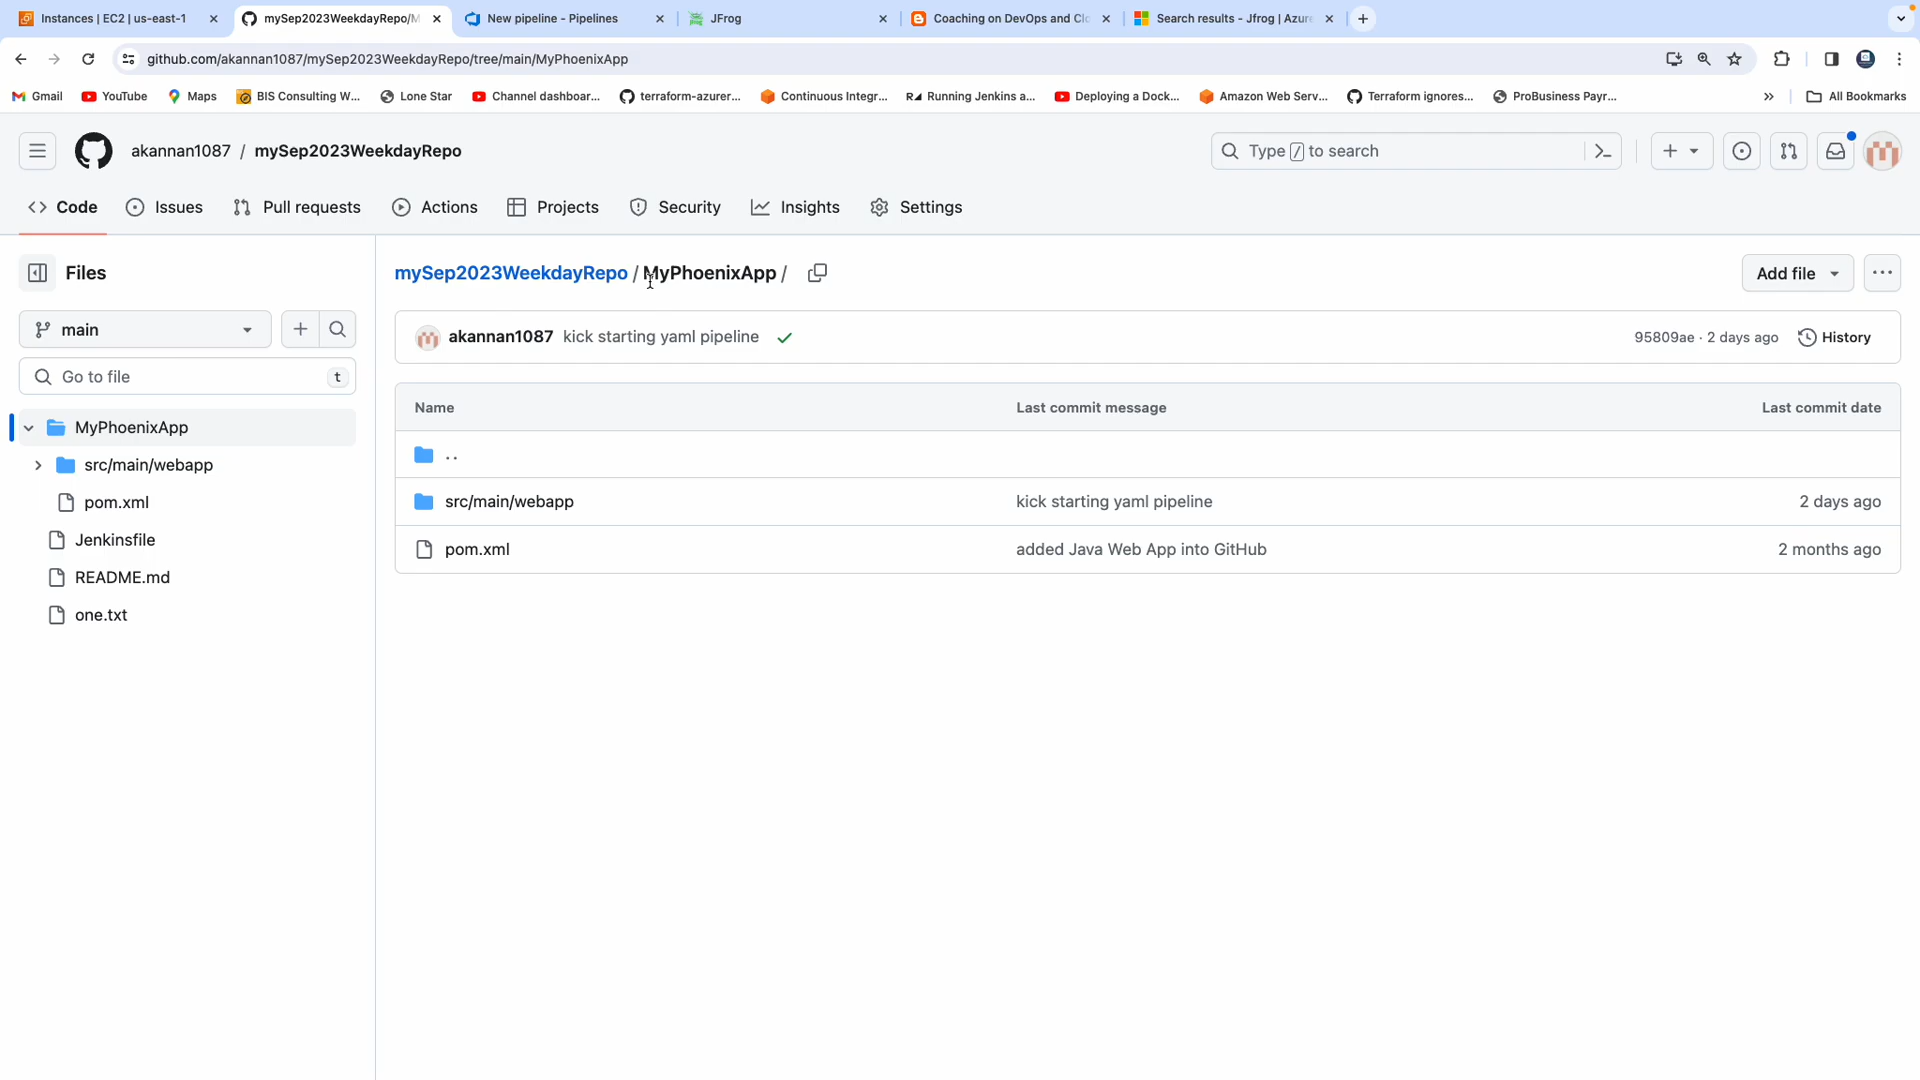 Instances | EC2 | us-east-1
mySep2023WeekdayRepo/M
New pipeline - Pipelines
JFrog
Coaching on DevOps and Cl
Search results - Jfrog | Azure
github.com/akannan1087/mySep2023WeekdayRepo/tree/main/MyPhoenixApp
Gmail
YouTube
Maps
BIS Consulting W...
Lone Star
Channel dashboar...
terraform-azurer...
Continuous Integr...
Running Jenkins a...
Deploying a Dock...
Amazon Web Serv...
Terraform ignores...
ProBusiness Payr...
All Bookmarks
akannan1087 / mySep2023WeekdayRepo
Type / to search
Code
Issues
Pull requests
Actions
Projects
Security
Insights
Settings
Files
main
Go to file
t
MyPhoenixApp
src/main/webapp
pom.xml
Jenkinsfile
README.md
one.txt
mySep2023WeekdayRepo / MyPhoenixApp /
Add file
akannan1087 kick starting yaml pipeline
95809ae · 2 days ago
History
Name Last commit message Last commit date
..
src/main/webapp kick starting yaml pipeline 2 days ago
pom.xml added Java Web App into GitHub 2 months ago